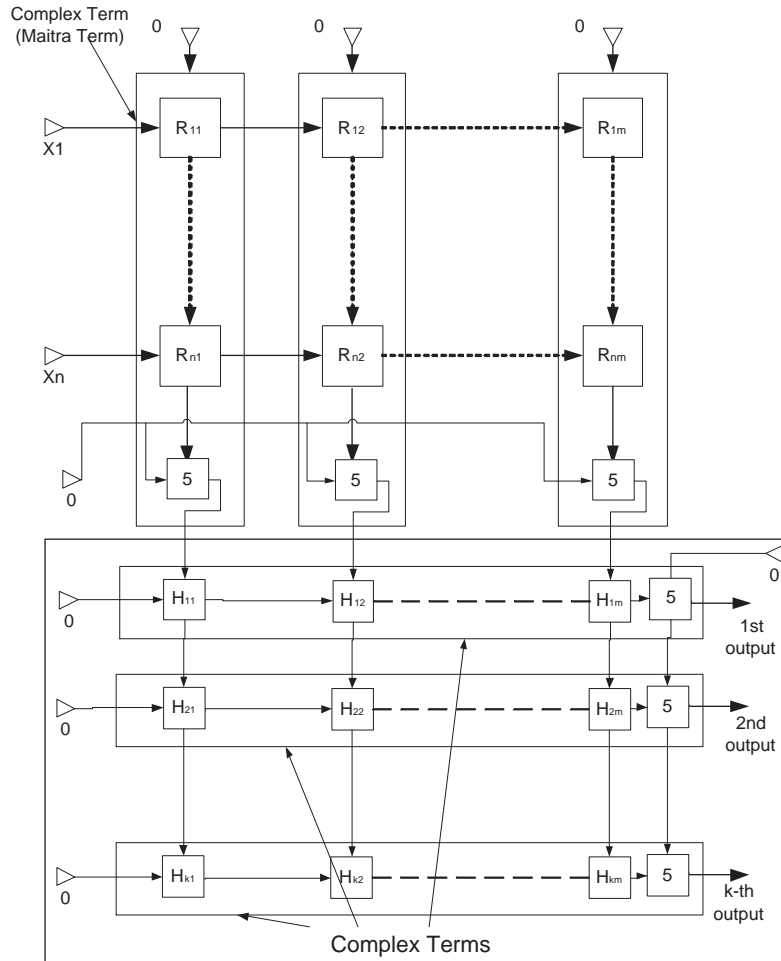 Complex Term
(Maitra Term)
0 0 0
X1 R11 R12 R1m
Xn Rn1 Rn2 Rnm
0 5 5 5
0
0 H11 H12 H1m 5
1st
output
0 H21 H22 H2m 5
2nd
output
0 Hk1 Hk2 Hkm 5
k-th
output
Complex Terms